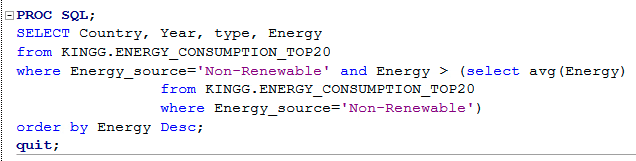 PROC SQL;
SELECT Country, Year, type, Energy
from KINGG.ENERGY_CONSUMPTION_TOP20
where Energy_source='Non-Renewable' and Energy > (select avg(Energy)
from KINGG.ENERGY_CONSUMPTION_TOP20
where Energy_source='Non-Renewable')
order by Energy Desc;
quit;